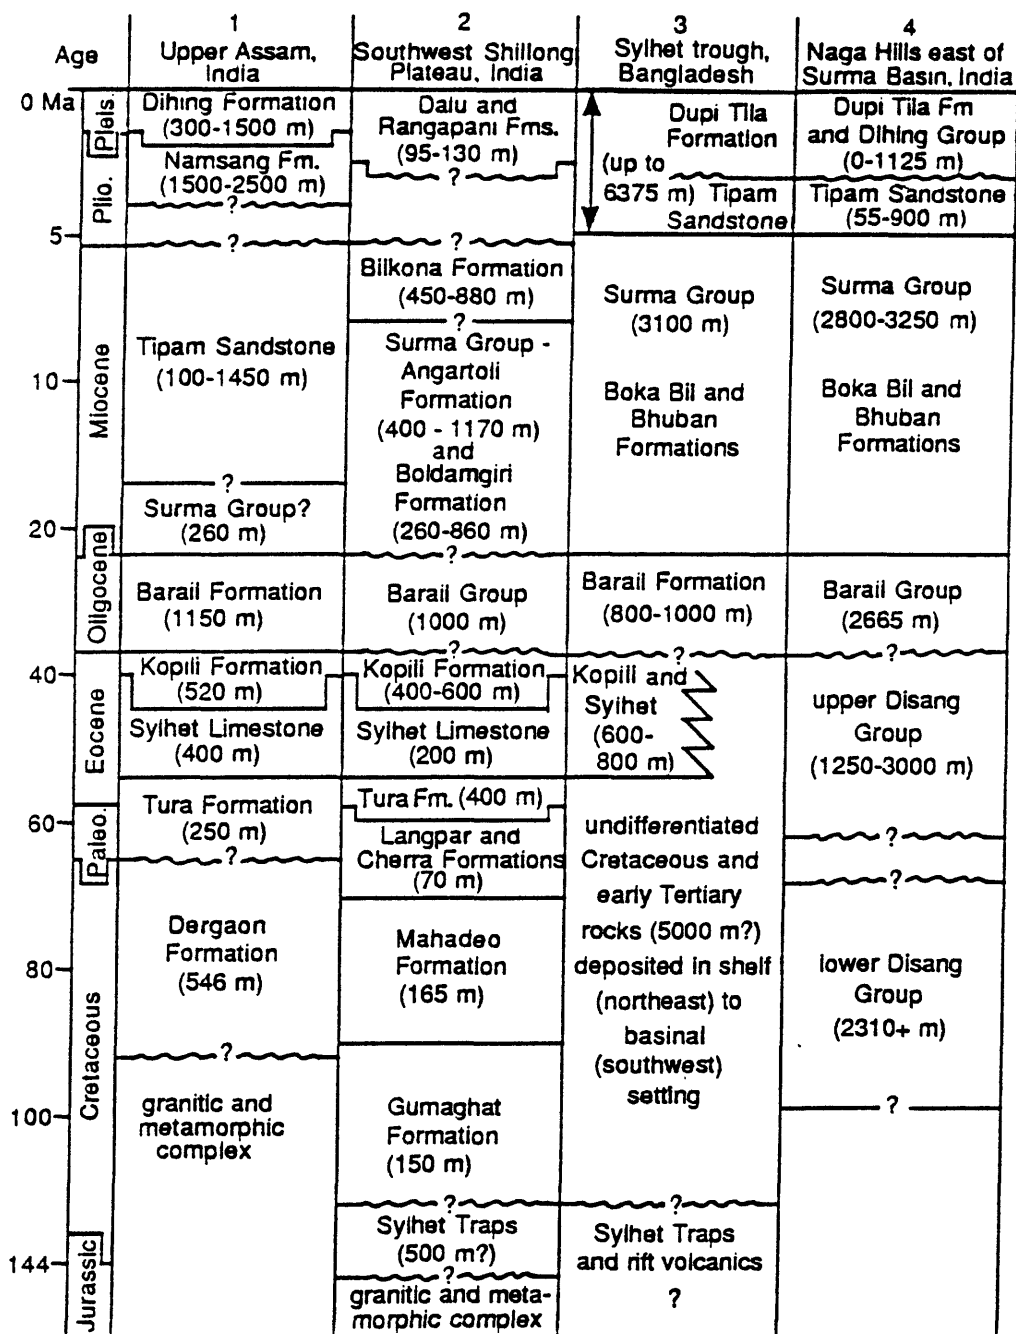 Age
0 Ma
5
10
20
40
60
80
100
144
Pleis.
Plio.
Miocene
Oligocene
Eocene
Paleo.
Cretaceous
Jurassic
1
Upper Assam,
India
Dihing Formation
(300-1500 m)
Namsang Fm.
(1500-2500 m)
?
?
Tipam Sandstone
(100-1450 m)
?
Surma Group?
(260 m)
Barail Formation
(1150 m)
Kopili Formation
(520 m)
Sylhet Limestone
(400 m)
Tura Formation
(250 m)
?
Dergaon
Formation
(546 m)
?
granitic and
metamorphic
complex
2
Southwest Shillong
Plateau, India
Dalu and
Rangapani Fms.
(95-130 m)
?
?
Bilkona Formation
(450-880 m)
?
Surma Group -
Angartoli
Formation
(400 - 1170 m)
and
Boldamgiri
Formation
(260-860 m)
?
Barail Group
(1000 m)
?
Kopili Formation
(400-600 m)
Sylhet Limestone
(200 m)
Tura Fm. (400 m)
Langpar and
Cherra Formations
(70 m)
Mahadeo
Formation
(165 m)
Gumaghat
Formation
(150 m)
?
Sylhet Traps
(500 m?)
?
granitic and meta-
morphic complex
3
Sylhet trough,
Bangladesh
Dupi Tila
Formation
(up to
6375 m) Tipam
Sandstone
Surma Group
(3100 m)
Boka Bil and
Bhuban
Formations
Barail Formation
(800-1000 m)
?
Kopili and
Sylhet
(600-
800 m)
undifferentiated
Cretaceous and
early Tertiary
rocks (5000 m?)
deposited in shelf
(northeast) to
basinal
(southwest)
setting
?
Sylhet Traps
and rift volcanics
?
4
Naga Hills east of
Surma Basin, India
Dupi Tila Fm
and Dihing Group
(0-1125 m)
Tipam Sandstone
(55-900 m)
Surma Group
(2800-3250 m)
Boka Bil and
Bhuban
Formations
Barail Group
(2665 m)
?
upper Disang
Group
(1250-3000 m)
?
?
lower Disang
Group
(2310+ m)
?